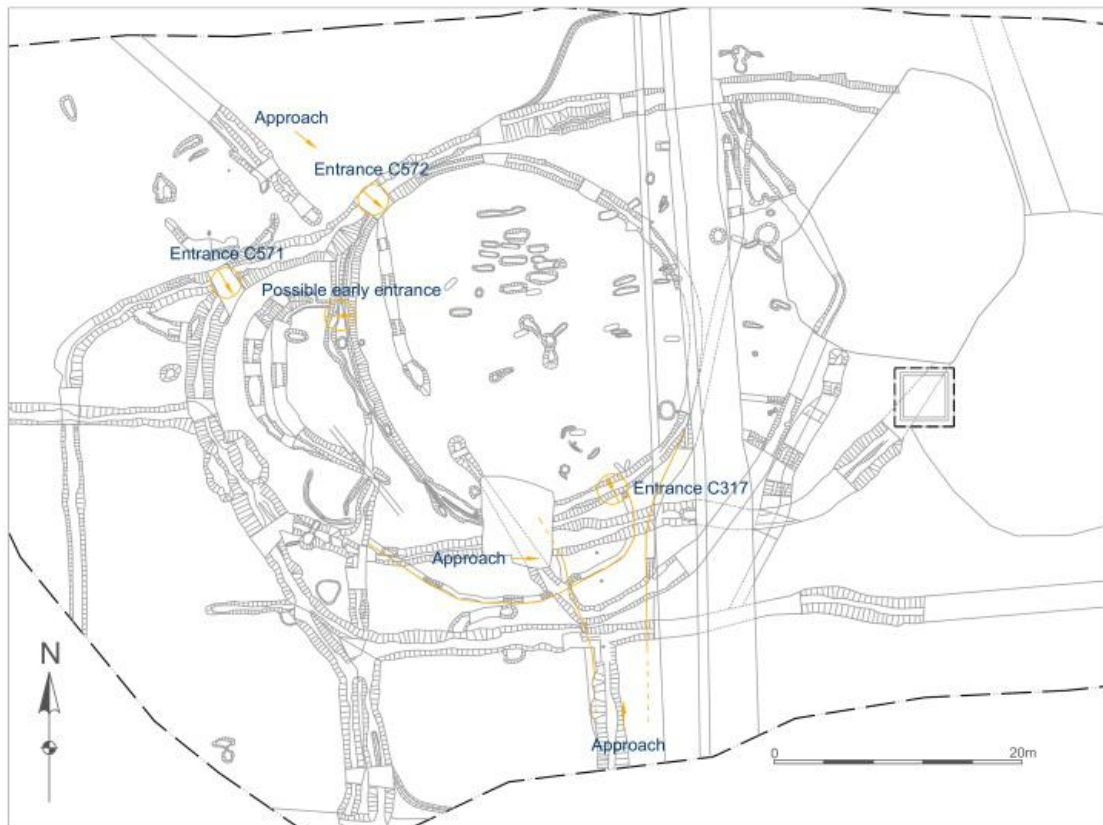 Approach
Entrance C572
Entrance C571
Possible early entrance
Entrance C317
Approach
N
Approach
0
20m